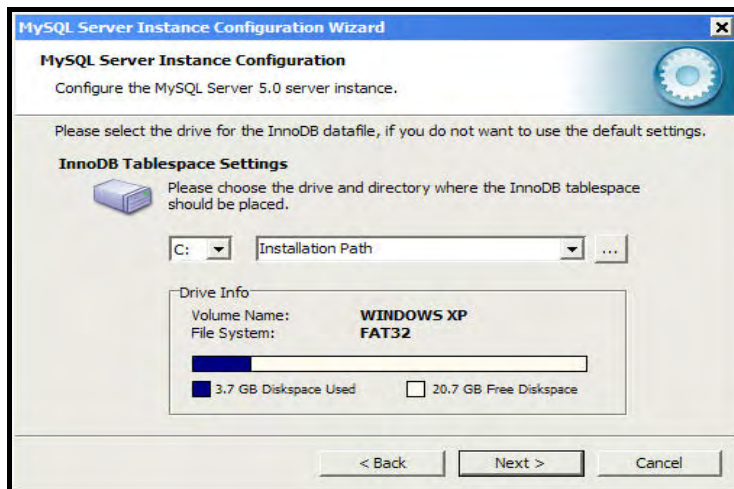 MySQL Server Instance Configuration Wizard
MySQL Server Instance Configuration
Configure the MySQL Server 5.0 server instance.
Please select the drive for the InnoDB datafile, if you do not want to use the default settings.
InnoDB Tablespace Settings
Please choose the drive and directory where the InnoDB tablespace
should be placed.
C: Installation Path ...
Drive Info
Volume Name: WINDOWS XP
File System: FAT32
3.7 GB Diskspace Used 20.7 GB Free Diskspace
< Back Next > Cancel